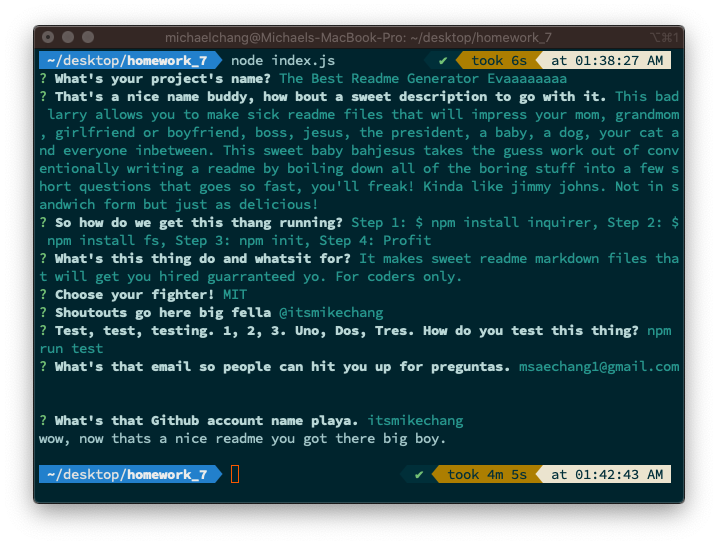 michaelchang@Michaels-MacBook-Pro: ~/desktop/homework_7 ⌥⌘1
~/desktop/homework_7 node index.js ✔ took 6s at 01:38:27 AM
? What's your project's name? The Best Readme Generator Evaaaaaaaa
? That's a nice name buddy, how bout a sweet description to go with it. This bad
larry allows you to make sick readme files that will impress your mom, grandmom
, girlfriend or boyfriend, boss, jesus, the president, a baby, a dog, your cat a
nd everyone inbetween. This sweet baby bahjesus takes the guess work out of conv
entionally writing a readme by boiling down all of the boring stuff into a few s
hort questions that goes so fast, you'll freak! Kinda like jimmy johns. Not in s
andwich form but just as delicious!
? So how do we get this thang running? Step 1: $ npm install inquirer, Step 2: $
npm install fs, Step 3: npm init, Step 4: Profit
? What's this thing do and whatsit for? It makes sweet readme markdown files tha
t will get you hired guarranteed yo. For coders only.
? Choose your fighter! MIT
? Shoutouts go here big fella @itsmikechang
? Test, test, testing. 1, 2, 3. Uno, Dos, Tres. How do you test this thing? npm
run test
? What's that email so people can hit you up for preguntas. msaechang1@gmail.com
? What's that Github account name playa. itsmikechang
wow, now thats a nice readme you got there big boy.
~/desktop/homework_7 ✔ took 4m 5s at 01:42:43 AM